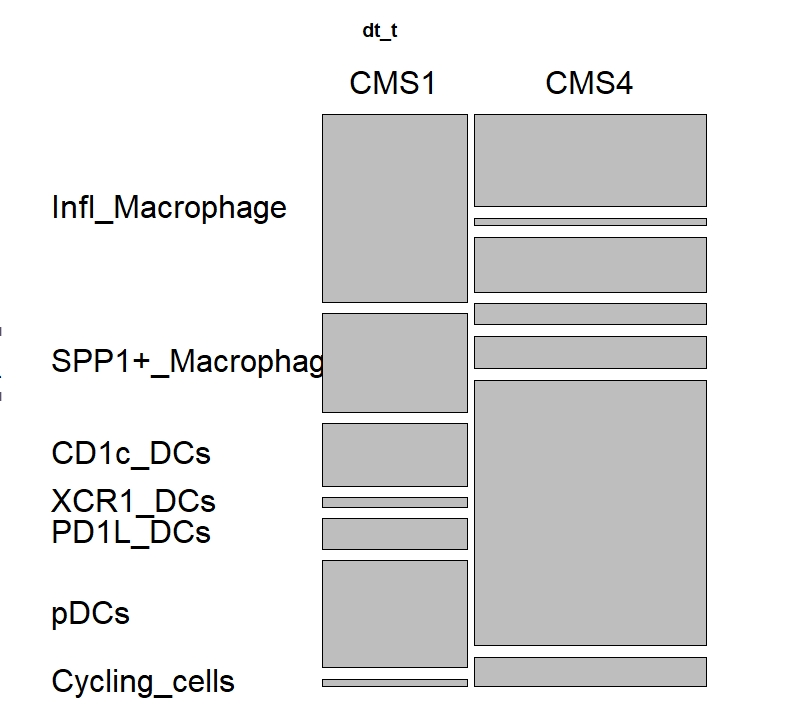 dt_t
CMS1 CMS4
Infl_Macrophage
SPP1+_Macrophag
CD1c_DCs
XCR1_DCs
PD1L_DCs
pDCs
Cycling_cells